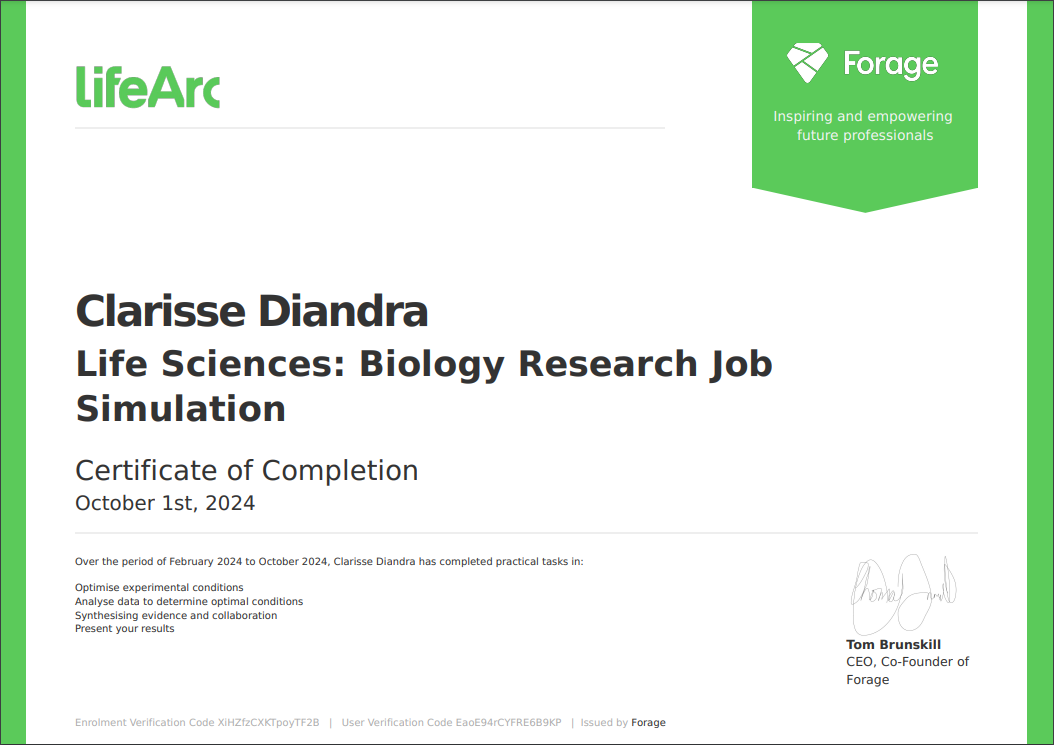 LifeArc
Forage
Inspiring and empowering
future professionals
Clarisse Diandra
Life Sciences: Biology Research Job
Simulation
Certificate of Completion
October 1st, 2024
Over the period of February 2024 to October 2024, Clarisse Diandra has completed practical tasks in:
Optimise experimental conditions
Analyse data to determine optimal conditions
Synthesising evidence and collaboration
Present your results
Tom Brunskill
CEO, Co-Founder of
Forage
Enrolment Verification Code XiHZfzCXKTpoyTF2B | User Verification Code EaoE94rCYFRE6B9KP | Issued by Forage